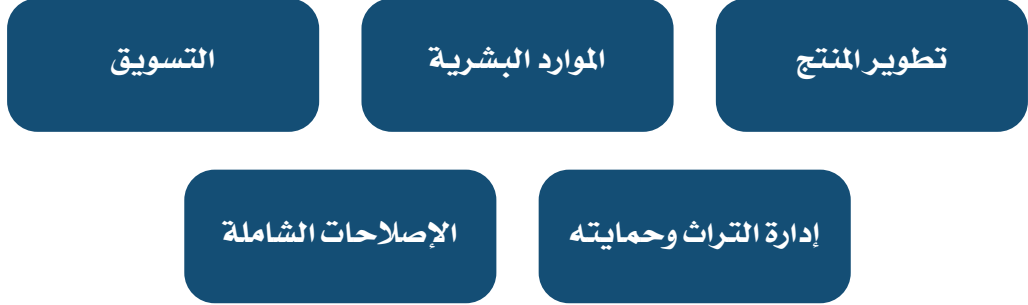 تطوير المنتج
الموارد البشرية
التسويق
إدارة التراث وحمايته
الإصلاحات الشاملة